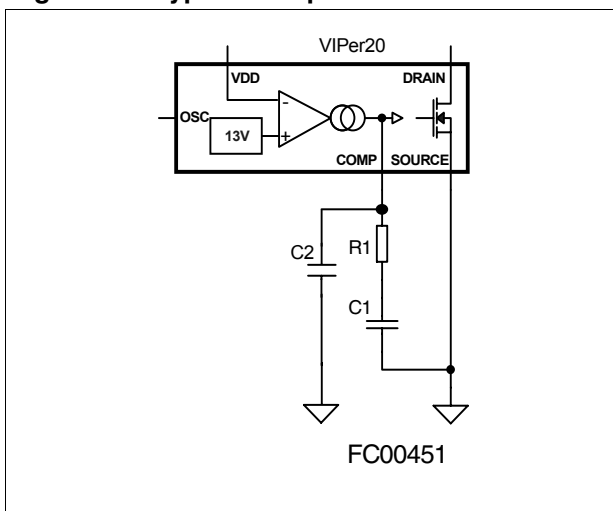 VIPer20
VDD
DRAIN
-
OSC
13V
+
COMP SOURCE
C2
R1
C1
FC00451